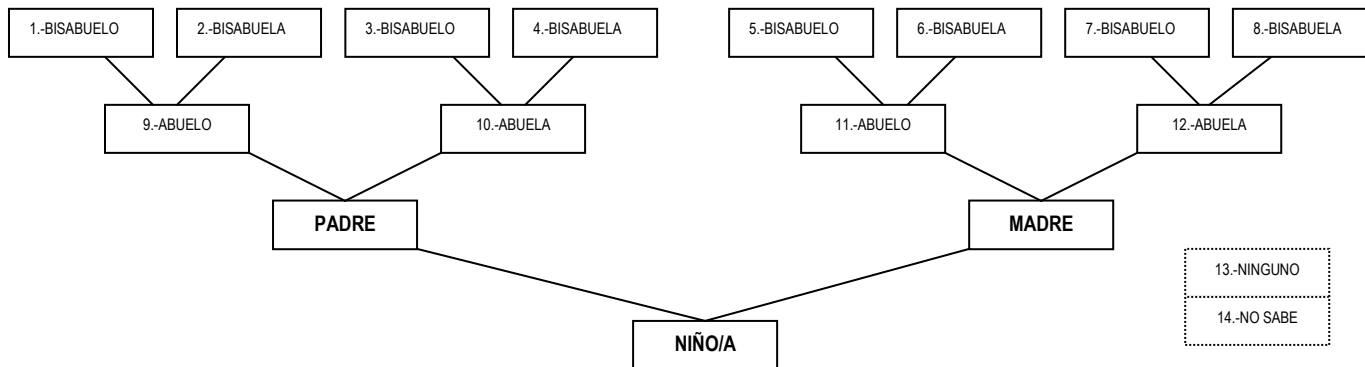 1.-BISABUELO
2.-BISABUELA
3.-BISABUELO
4.-BISABUELA
5.-BISABUELO
6.-BISABUELA
7.-BISABUELO
8.-BISABUELA
9.-ABUELO
10.-ABUELA
11.-ABUELO
12.-ABUELA
PADRE
MADRE
13.-NINGUNO
14.-NO SABE
NIÑO/A